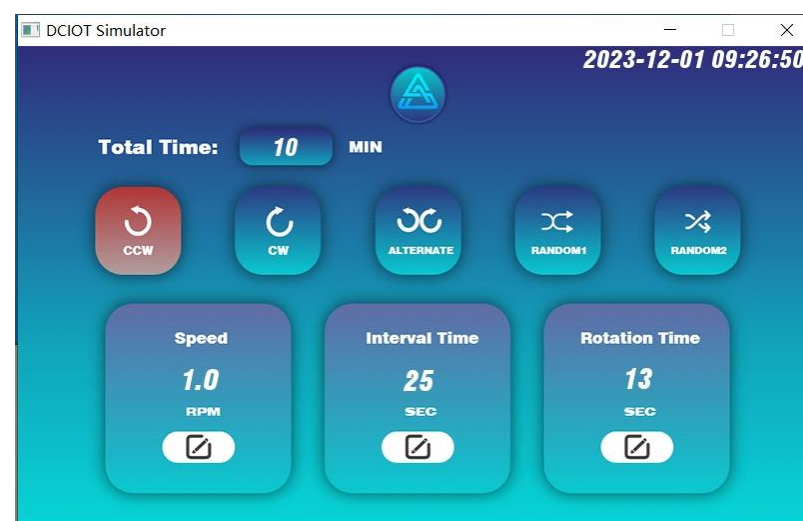 DCIOT Simulator
2023-12-01 09:26:50
Total Time: 10 MIN
CCW CW ALTERNATE RANDOM1 RANDOM2
Speed Interval Time Rotation Time
1.0 25 13
RPM SEC SEC